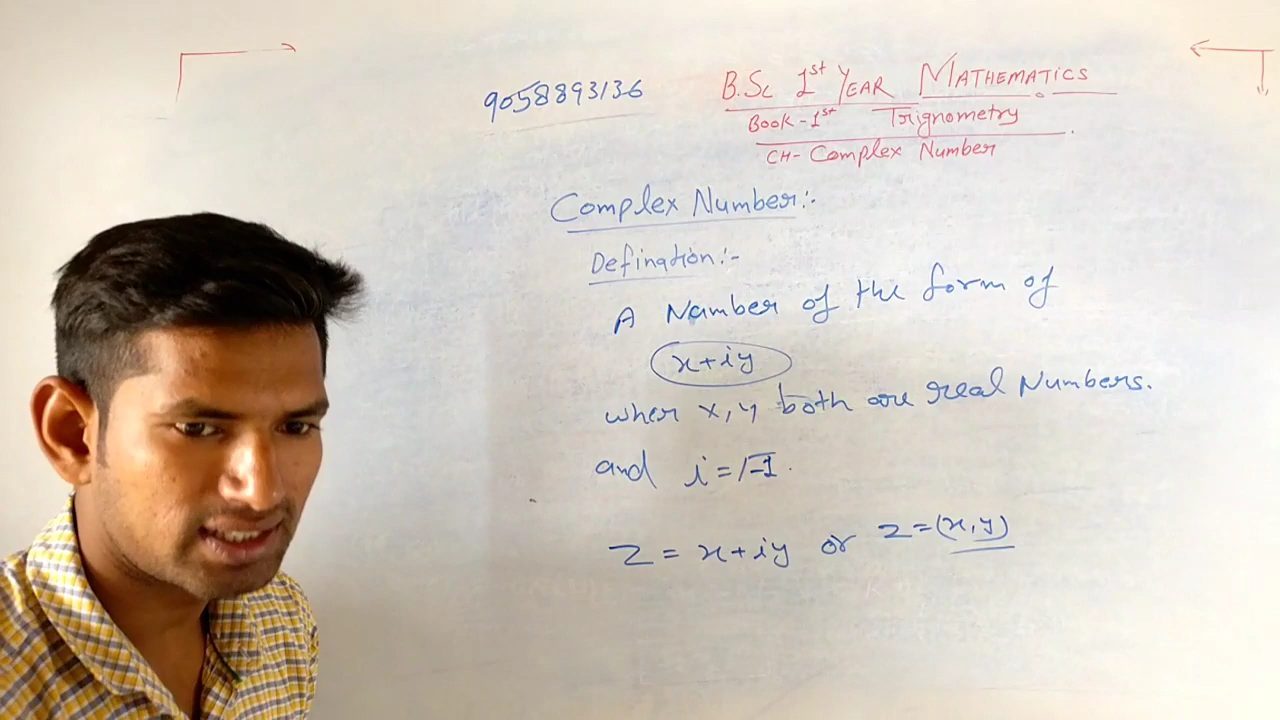 9058893136
B.Sc 1st YEAR MATHEMATICS
Book-1st Trignometry
CH- Complex Number
Complex Number:-
Defination:-
A Number of the form of
x+iy
wher x, y both are real Numbers.
and i = √-1.
Z = x+iy or Z=(x,y)